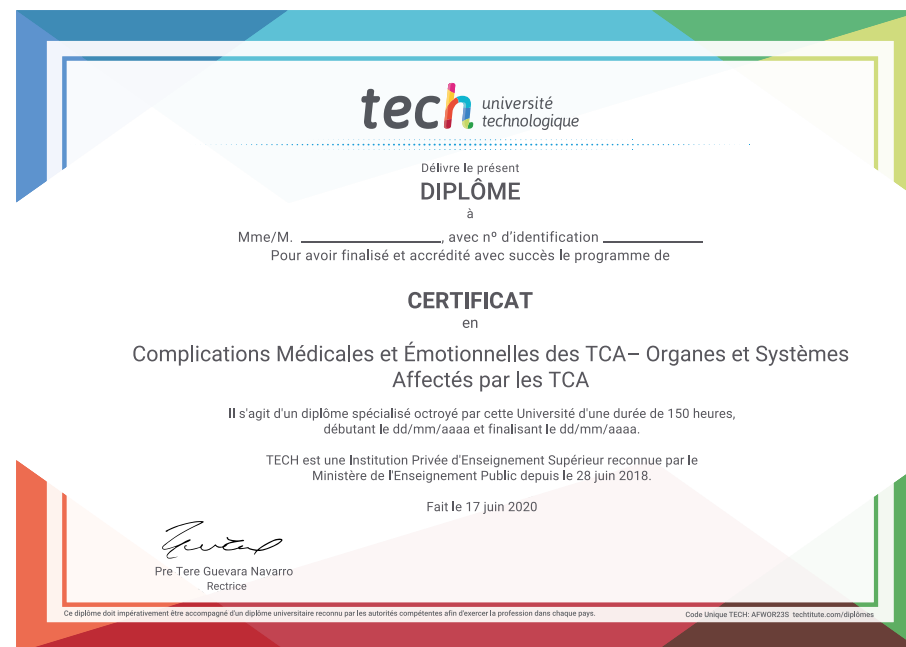 tech université
technologique
Délivre le présent
DIPLÔME
à
Mme/M. ____________________, avec nº d'identification ______________
Pour avoir finalisé et accrédité avec succès le programme de
CERTIFICAT
en
Complications Médicales et Émotionnelles des TCA– Organes et Systèmes
Affectés par les TCA
Il s'agit d'un diplôme spécialisé octroyé par cette Université d'une durée de 150 heures,
débutant le dd/mm/aaaa et finalisant le dd/mm/aaaa.
TECH est une Institution Privée d'Enseignement Supérieur reconnue par le
Ministère de l'Enseignement Public depuis le 28 juin 2018.
Fait le 17 juin 2020
Pre Tere Guevara Navarro
Rectrice
Ce diplôme doit impérativement être accompagné d'un diplôme universitaire reconnu par les autorités compétentes afin d'exercer la profession dans chaque pays.
Code Unique TECH: AFWOR23S techtitute.com/diplômes